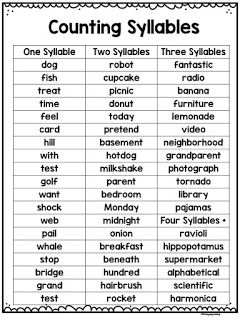 Counting Syllables
One Syllable Two Syllables Three Syllables
dog robot fantastic
fish cupcake radio
treat picnic banana
time donut furniture
feel today lemonade
card pretend video
hill basement neighborhood
with hotdog grandparent
test milkshake photograph
golf parent tornado
want bedroom library
shock Monday pajamas
web midnight Four Syllables +
pail onion ravioli
whale breakfast hippopotamus
stop beneath supermarket
bridge hundred alphabetical
grand hairbrush scientific
test rocket harmonica